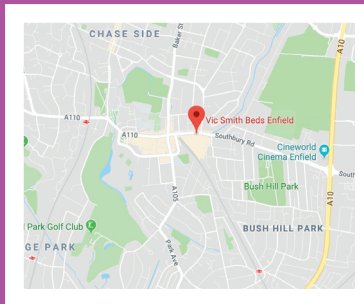 CHASE SIDE
Baker St
A110
Vic Smith Beds Enfield
A110
Southbury Rd
Cineworld
Cinema Enfield
A10
Bush Hill Park
A105
Park Golf Club
BUSH HILL PARK
GE PARK
Park Ave
A10